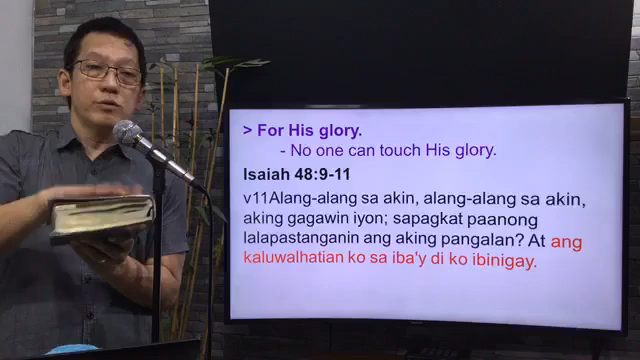 > For His glory.
- No one can touch His glory.
Isaiah 48:9-11
v11Alang-alang sa akin, alang-alang sa akin,
aking gagawin iyon; sapagkat paanong
lalapastanganin ang aking pangalan? At ang
kaluwalhatian ko sa iba'y di ko ibinigay.